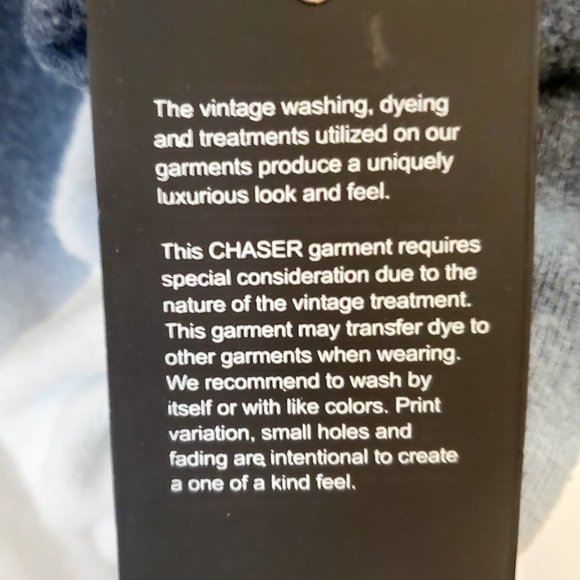 The vintage washing, dyeing
and treatments utilized on our
garments produce a uniquely
luxurious look and feel.
This CHASER garment requires
special consideration due to the
nature of the vintage treatment.
This garment may transfer dye to
other garments when wearing.
We recommend to wash by
itself or with like colors. Print
variation, small holes and
fading are intentional to create
a one of a kind feel.